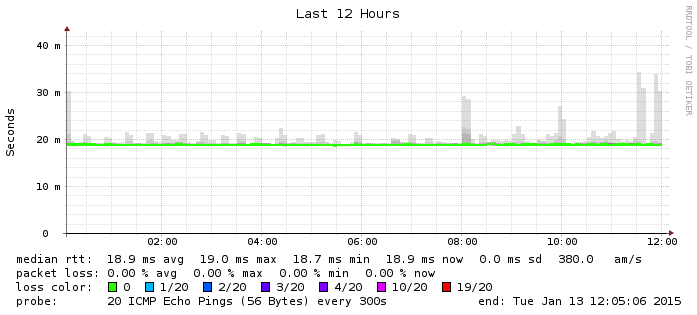 Last 12 Hours
RRDTOOL / TOBI OETIKER
Seconds
40 m
30 m
20 m
10 m
0
02:00 04:00 06:00 08:00 10:00 12:00
median rtt: 18.9 ms avg 19.0 ms max 18.7 ms min 18.9 ms now 0.0 ms sd 380.0 am/s
packet loss: 0.00 % avg 0.00 % max 0.00 % min 0.00 % now
loss color: 0 1/20 2/20 3/20 4/20 10/20 19/20
probe: 20 ICMP Echo Pings (56 Bytes) every 300s end: Tue Jan 13 12:05:06 2015